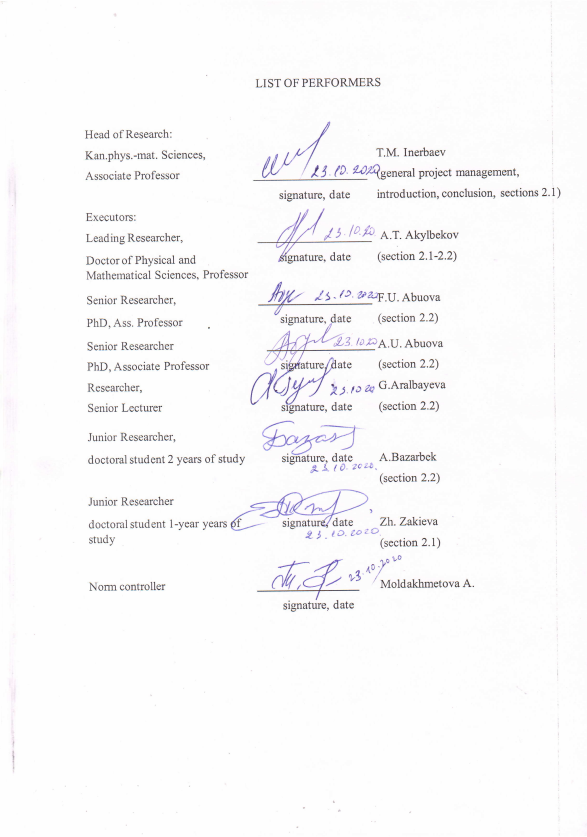 LIST OF PERFORMERS
Head of Research:
Kan.phys.-mat. Sciences,
T.M. Inerbaev
Associate Professor
23.10.2020
(general project management,
signature, date
introduction, conclusion, sections 2.1)
Executors:
Leading Researcher,
23.10.20
A.T. Akylbekov
Doctor of Physical and
signature, date
(section 2.1-2.2)
Mathematical Sciences, Professor
Senior Researcher,
23.10.2020
F.U. Abuova
PhD, Ass. Professor
signature, date
(section 2.2)
Senior Researcher
23.10.2020
A.U. Abuova
PhD, Associate Professor
signature, date
(section 2.2)
Researcher,
23.10.20
G.Aralbayeva
Senior Lecturer
signature, date
(section 2.2)
Junior Researcher,
doctoral student 2 years of study
signature, date
A.Bazarbek
23.10.2020.
(section 2.2)
Junior Researcher
doctoral student 1-year years of
signature, date
Zh. Zakieva
study
23.10.2020
(section 2.1)
Norm controller
23 10.2020
Moldakhmetova A.
signature, date